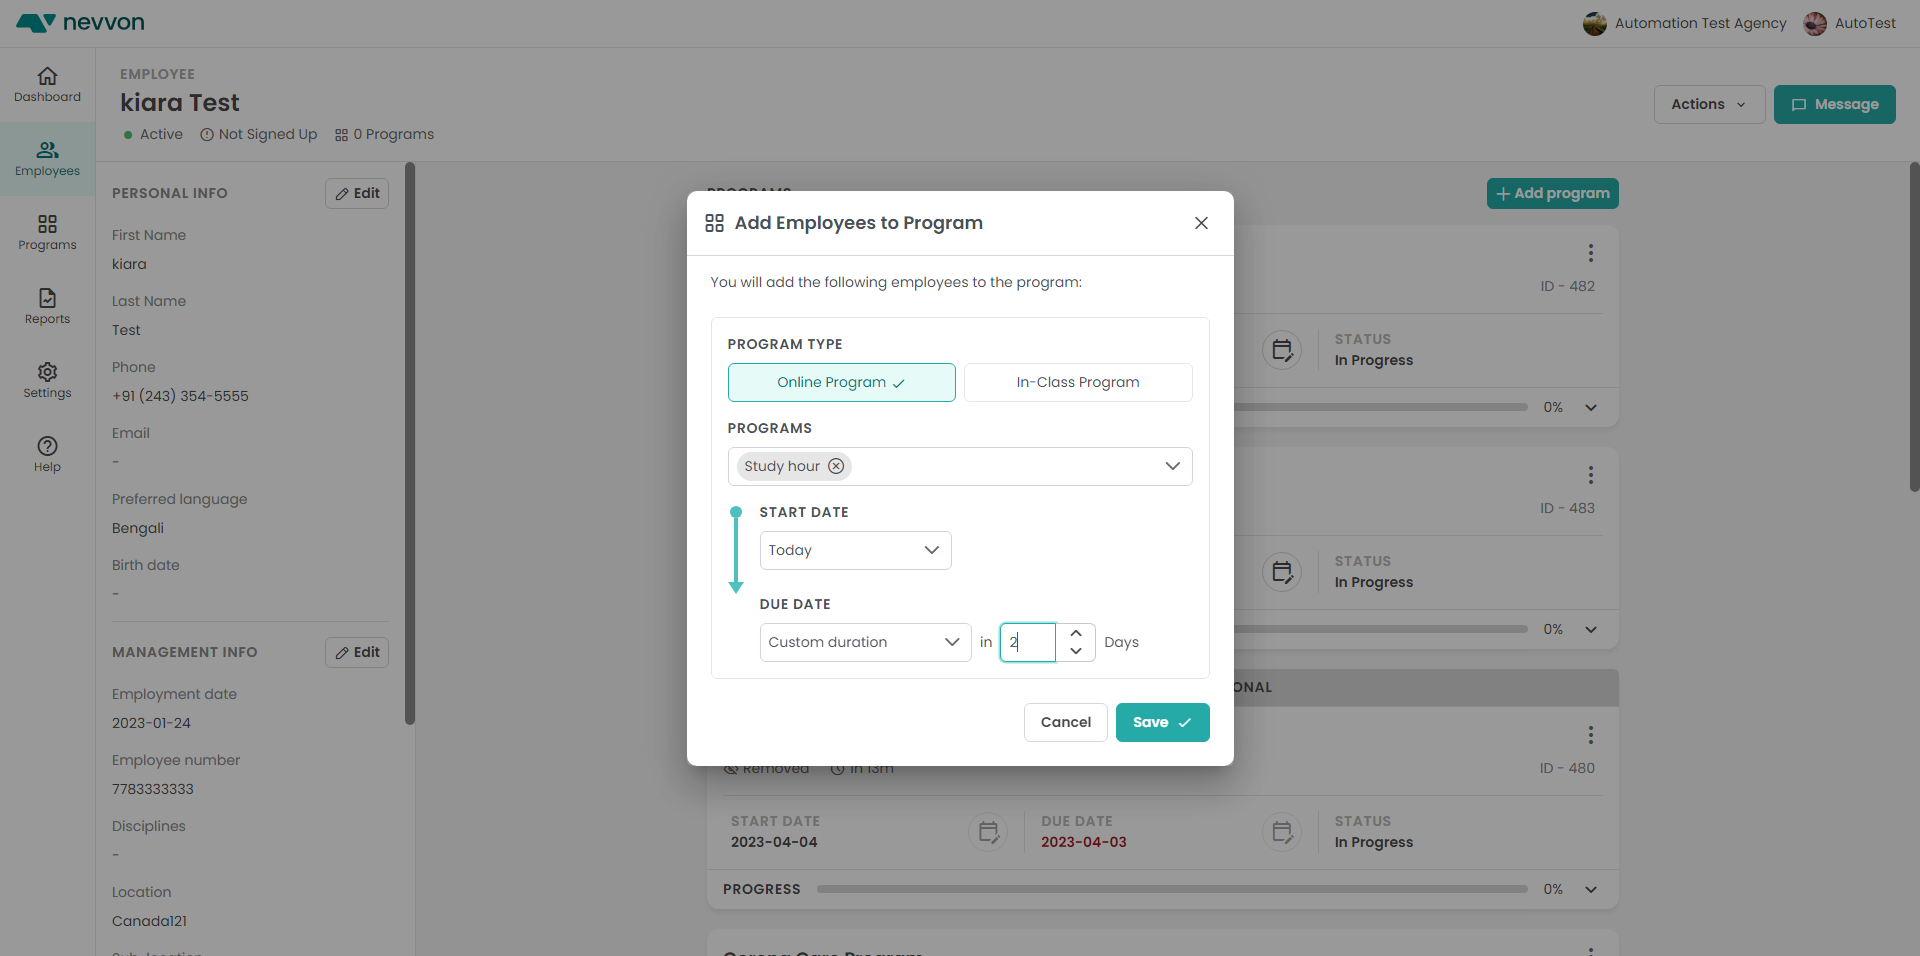 nevvon
Automation Test Agency
AutoTest
Dashboard
Employees
Programs
Reports
Settings
Help
EMPLOYEE
kiara Test
Active
Not Signed Up
0 Programs
Actions
Message
PERSONAL INFO
Edit
First Name
kiara
Last Name
Test
Phone
+91 (243) 354-5555
Email
-
Preferred language
Bengali
Birth date
-
MANAGEMENT INFO
Edit
Employment date
2023-01-24
Employee number
7783333333
Disciplines
-
Location
Canada121
PROGRAMS
Add program
Add Employees to Program
You will add the following employees to the program:
PROGRAM TYPE
Online Program
In-Class Program
PROGRAMS
Study hour
START DATE
Today
DUE DATE
Custom duration
in
2
Days
Cancel
Save
ID - 482
STATUS
In Progress
0%
ID - 483
STATUS
In Progress
0%
ONAL
Removed
In 13m
ID - 480
START DATE
2023-04-04
DUE DATE
2023-04-03
STATUS
In Progress
PROGRESS
0%
Corona Care Program